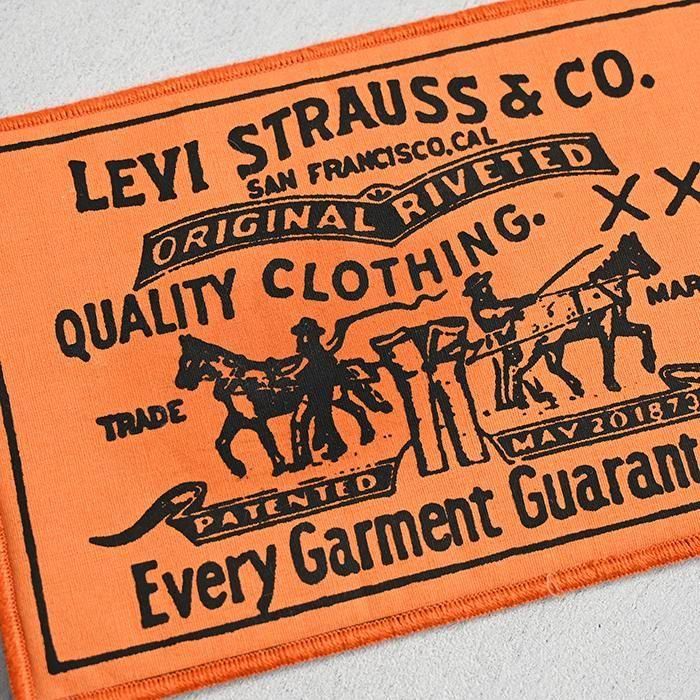 LEVI STRAUSS & CO.
SAN FRANCISCO, CAL
ORIGINAL RIVETED
QUALITY CLOTHING. XX
TRADE MAR
PATENTED MAY 20 1873
Every Garment Guarant